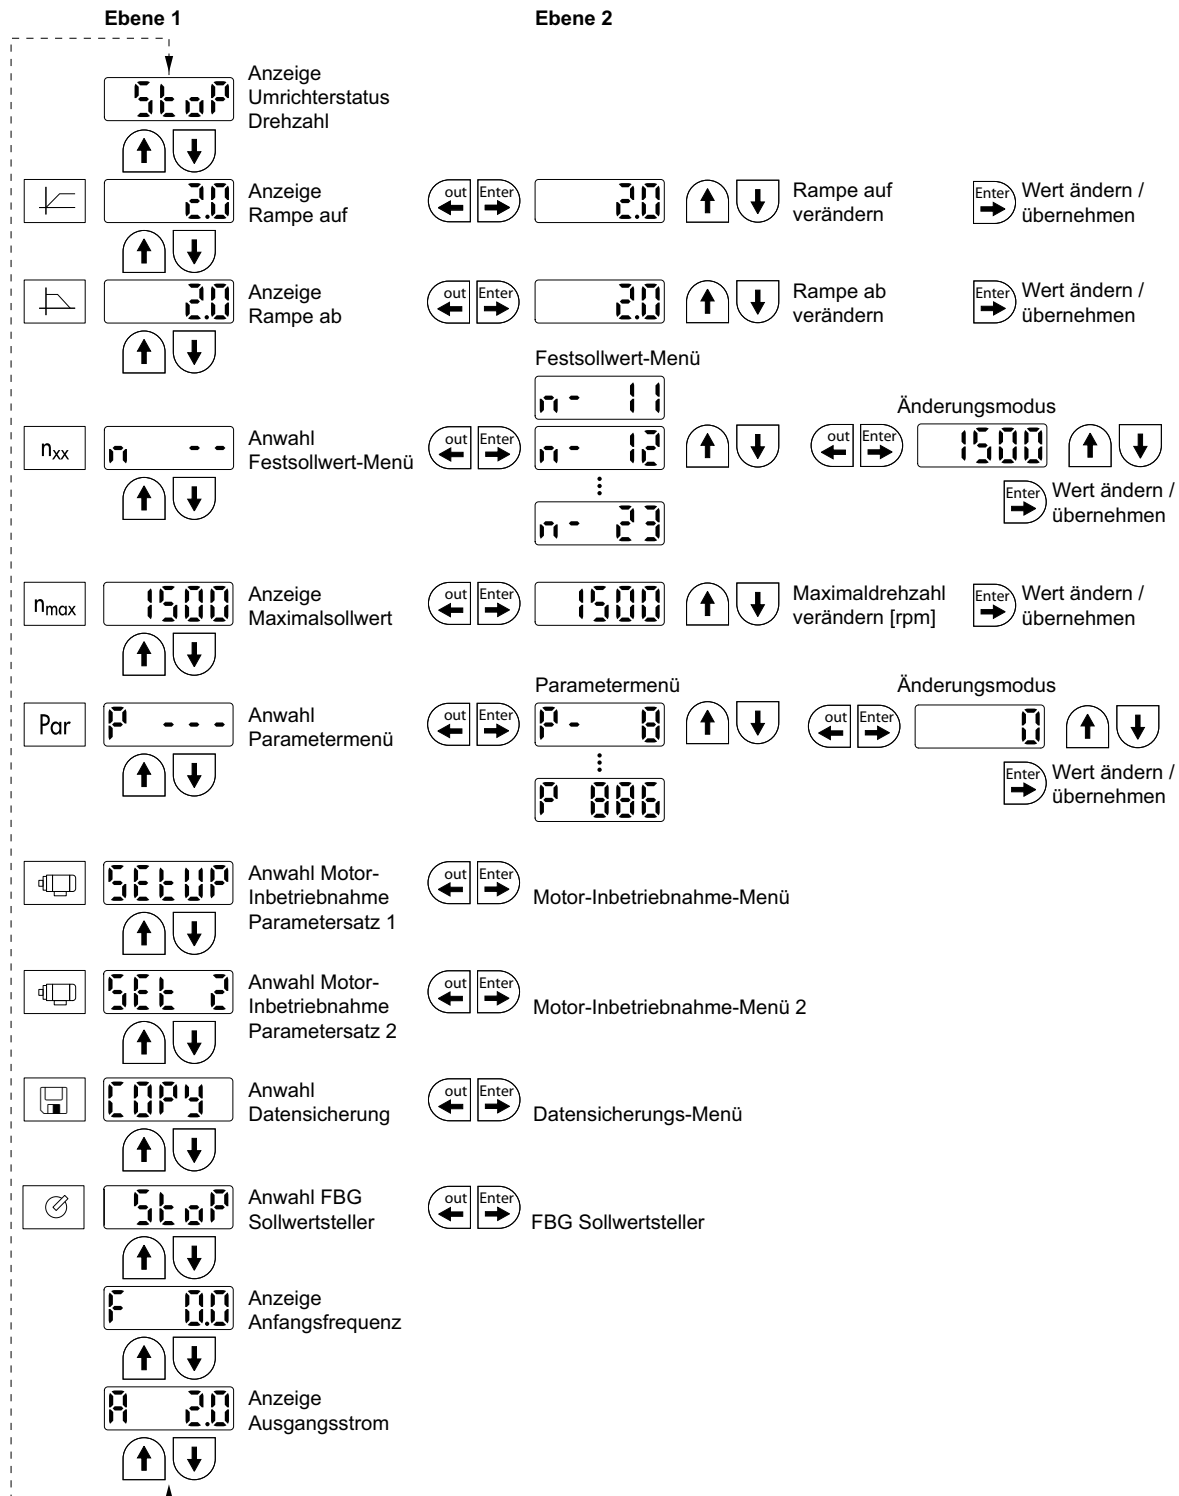 Ebene 1 Ebene 2
StoP Anzeige
Umrichterstatus
Drehzahl
2.0 Anzeige
Rampe auf
out Enter 2.0 Rampe auf
verändern
Enter Wert ändern /
übernehmen
2.0 Anzeige
Rampe ab
out Enter 2.0 Rampe ab
verändern
Enter Wert ändern /
übernehmen
Festsollwert-Menü
n- 11
nxx n -- Anwahl
Festsollwert-Menü
out Enter n- 12
n- 23
Änderungsmodus
out Enter 1500
Enter Wert ändern /
übernehmen
nmax 1500 Anzeige
Maximalsollwert
out Enter 1500 Maximaldrehzahl
verändern [rpm]
Enter Wert ändern /
übernehmen
Parametermenü
Par P --- Anwahl
Parametermenü
out Enter P- 8
P 886
Änderungsmodus
out Enter 0
Enter Wert ändern /
übernehmen
SEtUP Anwahl Motor-
Inbetriebnahme
Parametersatz 1
out Enter Motor-Inbetriebnahme-Menü
SEt 2 Anwahl Motor-
Inbetriebnahme
Parametersatz 2
out Enter Motor-Inbetriebnahme-Menü 2
COPY Anwahl
Datensicherung
out Enter Datensicherungs-Menü
StoP Anwahl FBG
Sollwertsteller
out Enter FBG Sollwertsteller
F 0.0 Anzeige
Anfangsfrequenz
A 2.0 Anzeige
Ausgangsstrom